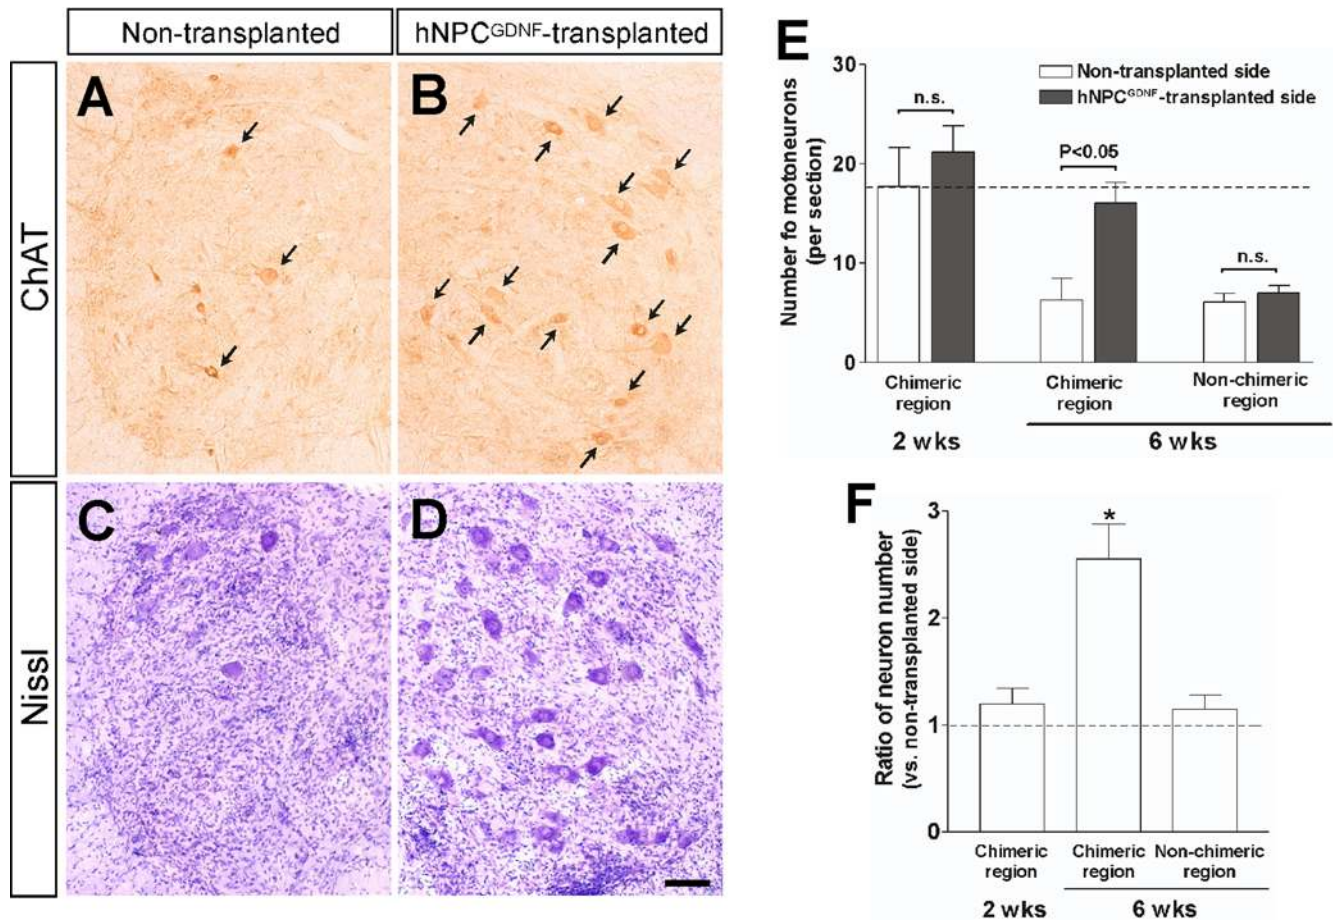 Non-transplanted
hNPCGDNF-transplanted
ChAT
Nissl
A
B
C
D
E
30
20
10
0
Number fo motoneurons
(per section)
Non-transplanted side
hNPCGDNF-transplanted side
n.s.
P<0.05
n.s.
Chimeric
region
Chimeric
region
Non-chimeric
region
2 wks
6 wks
F
3
2
1
0
Ratio of neuron number
(vs. non-transplanted side)
*
Chimeric
region
Chimeric
region
Non-chimeric
region
2 wks
6 wks